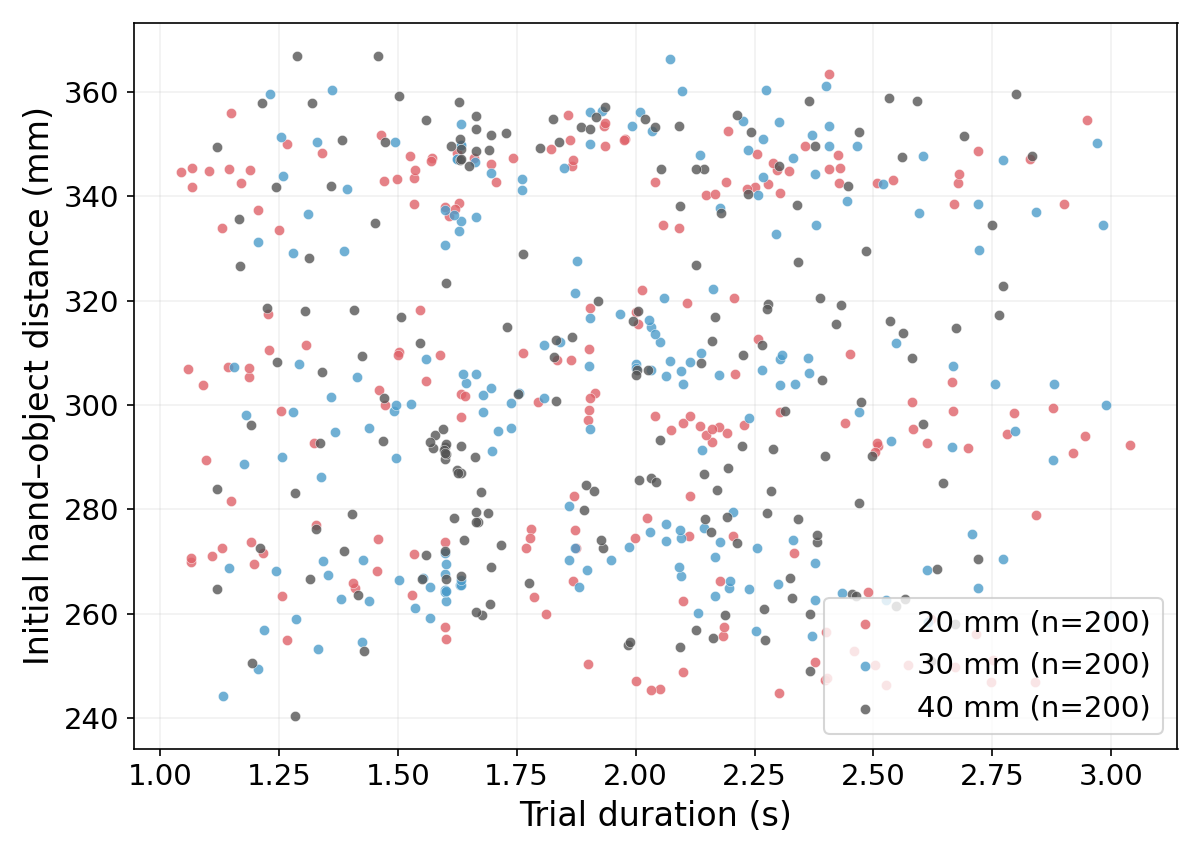 360
340
320
300
280
260
240
Initial hand–object distance (mm)
20 mm (n=200)
30 mm (n=200)
40 mm (n=200)
1.00 1.25 1.50 1.75 2.00 2.25 2.50 2.75 3.00
Trial duration (s)